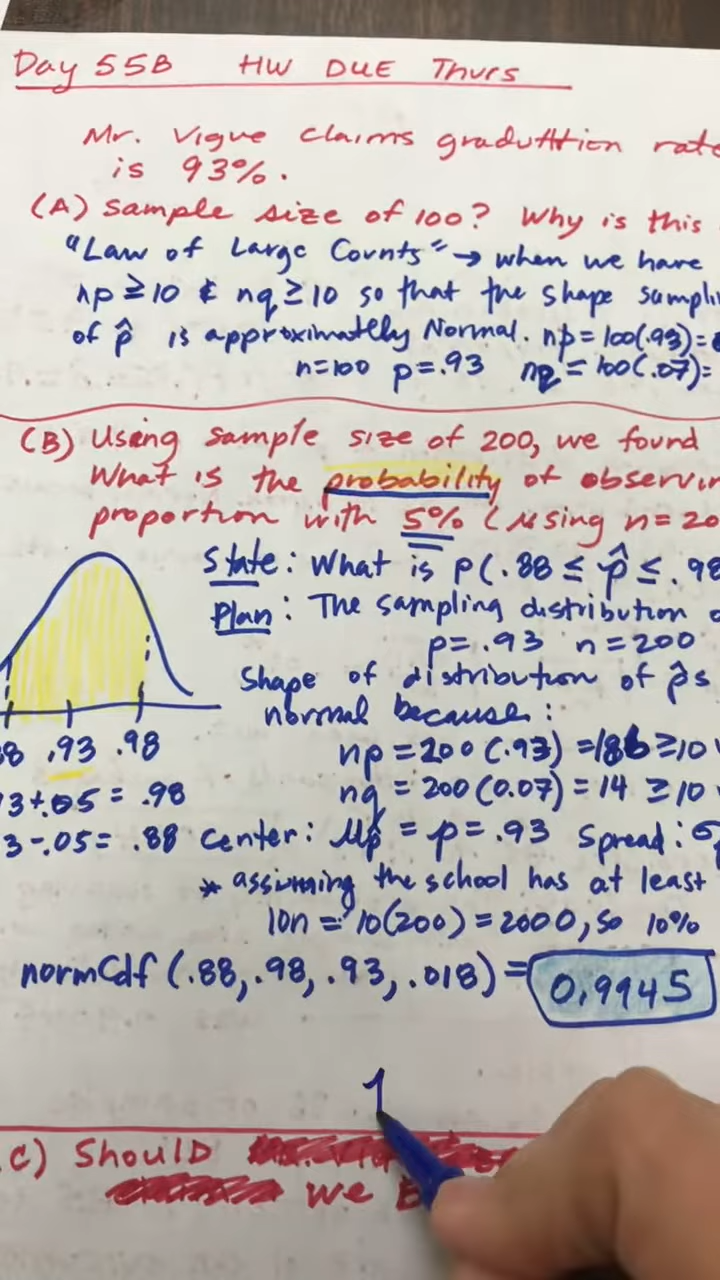 Day 55B HW DUE Thurs
Mr. Vigue claims graduAtion rate
is 93%.
(A) Sample size of 100? Why is this
"Law of Large Counts" → when we have
np ≥ 10 & nq ≥ 10 so that the shape sampli
of p̂ is approximately Normal. np = 100(.93) =
n=100 p=.93 nq = 100(.07) =
(B) Using sample size of 200, we found
What is the probability of observin
proportion with 5% (using n=20
State: What is P(.88 ≤ p̂ ≤ .98
Plan: The sampling distribution o
p=.93 n=200
Shape of distribution of p̂s
normal because:
np = 200(.93) = 186 ≥ 10
nq = 200(0.07) = 14 ≥ 10
8 .93 .98
3+.05 = .98
3-.05 = .88
Center: μp̂ = p = .93 Spread: σp
* assuming the school has at least
10n = 10(200) = 2000, so 10%
normCdf(.88, .98, .93, .018) = 0.9945
1
C) Should
we